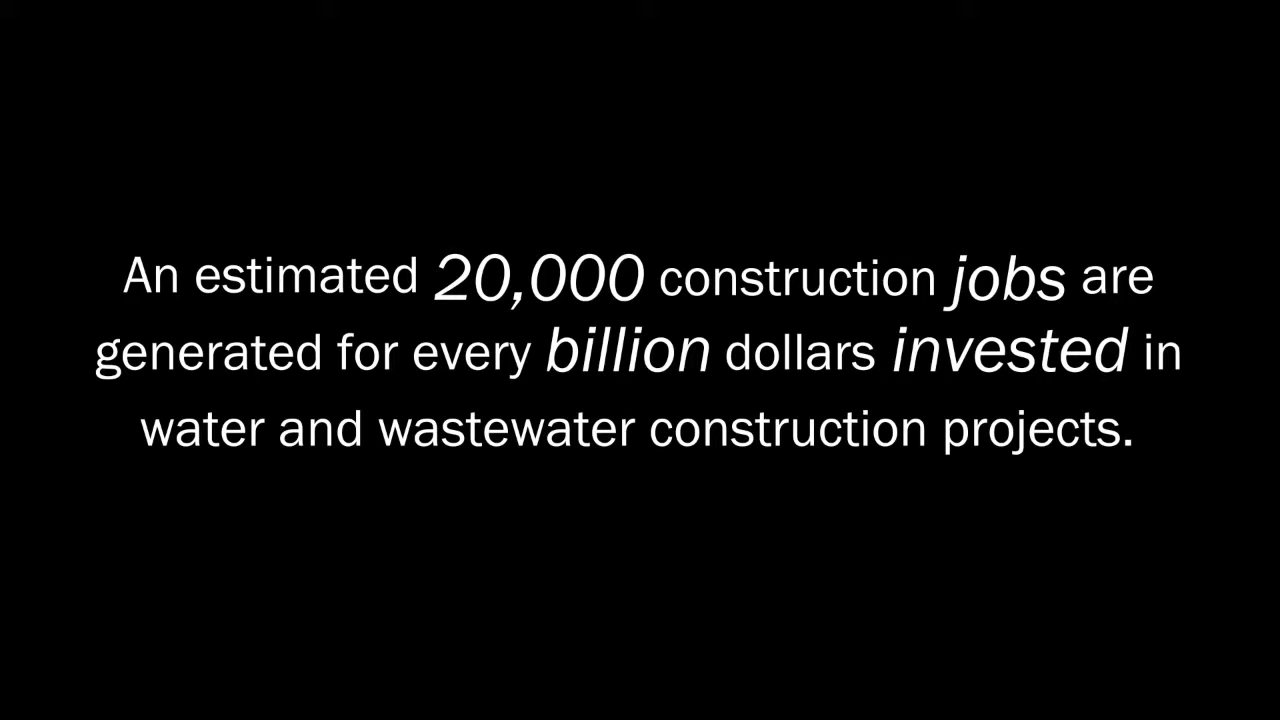 An estimated 20,000 construction jobs are
generated for every billion dollars invested in
water and wastewater construction projects.